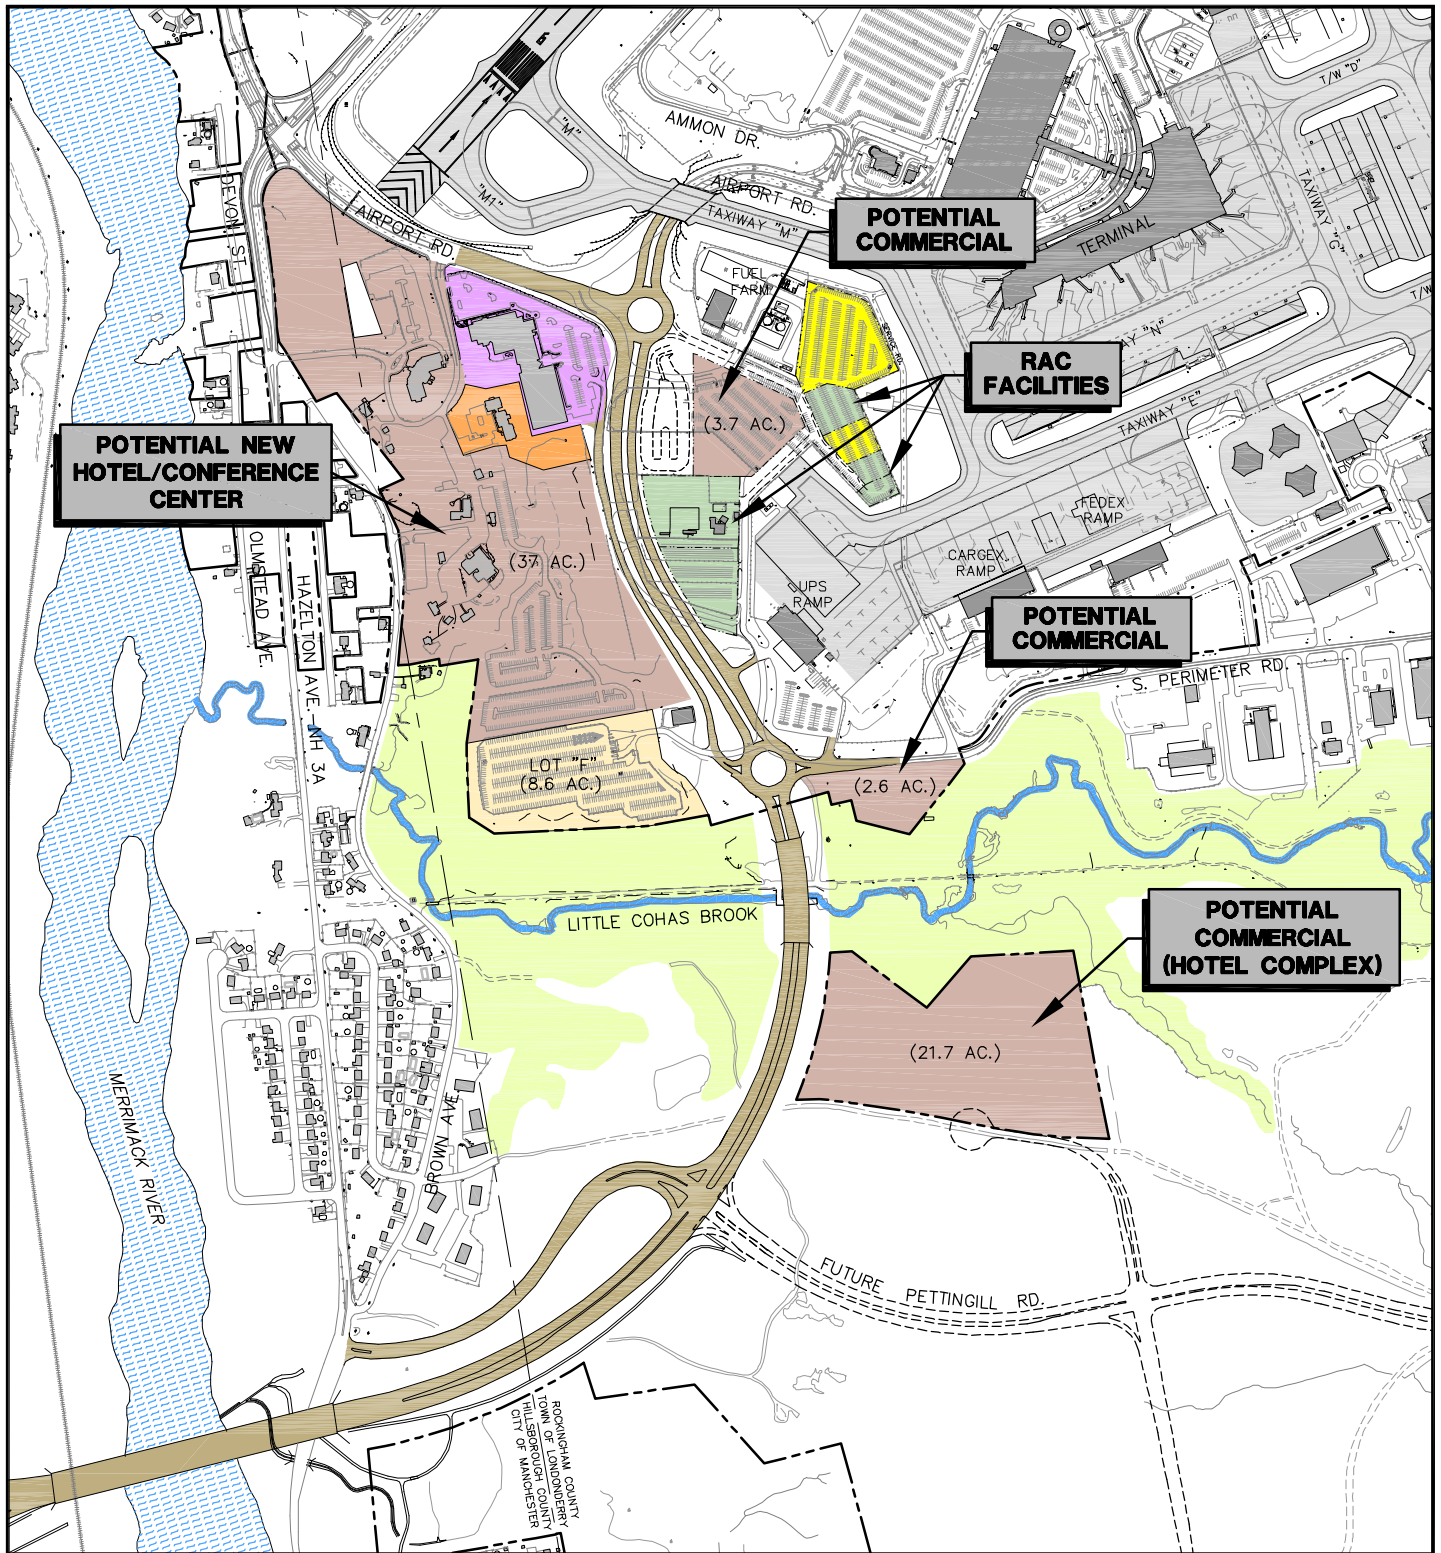 6
"M"
"M1"
AMMON DR.
AIRPORT RD.
AIRPORT RD.
TAXIWAY "M"
T/W "D"
TAXIWAY "G"
TERMINAL
DEVON ST.
POTENTIAL
COMMERCIAL
FUEL
FARM
SERVICE RD.
RAC
FACILITIES
TAXIWAY "E"
(3.7 AC.)
POTENTIAL NEW
HOTEL/CONFERENCE
CENTER
(37 AC.)
FEDEX
RAMP
CARGEX
RAMP
UPS
RAMP
OLMSTEAD AVE.
HAZELTON AVE.
NH 3A
POTENTIAL
COMMERCIAL
S. PERIMETER RD.
LOT "F"
(8.6 AC.)
(2.6 AC.)
LITTLE COHAS BROOK
POTENTIAL
COMMERCIAL
(HOTEL COMPLEX)
(21.7 AC.)
MERRIMACK RIVER
BROWN AVE.
FUTURE PETTINGILL RD.
ROCKINGHAM COUNTY
TOWN OF LONDONDERRY
HILLSBOROUGH COUNTY
CITY OF MANCHESTER